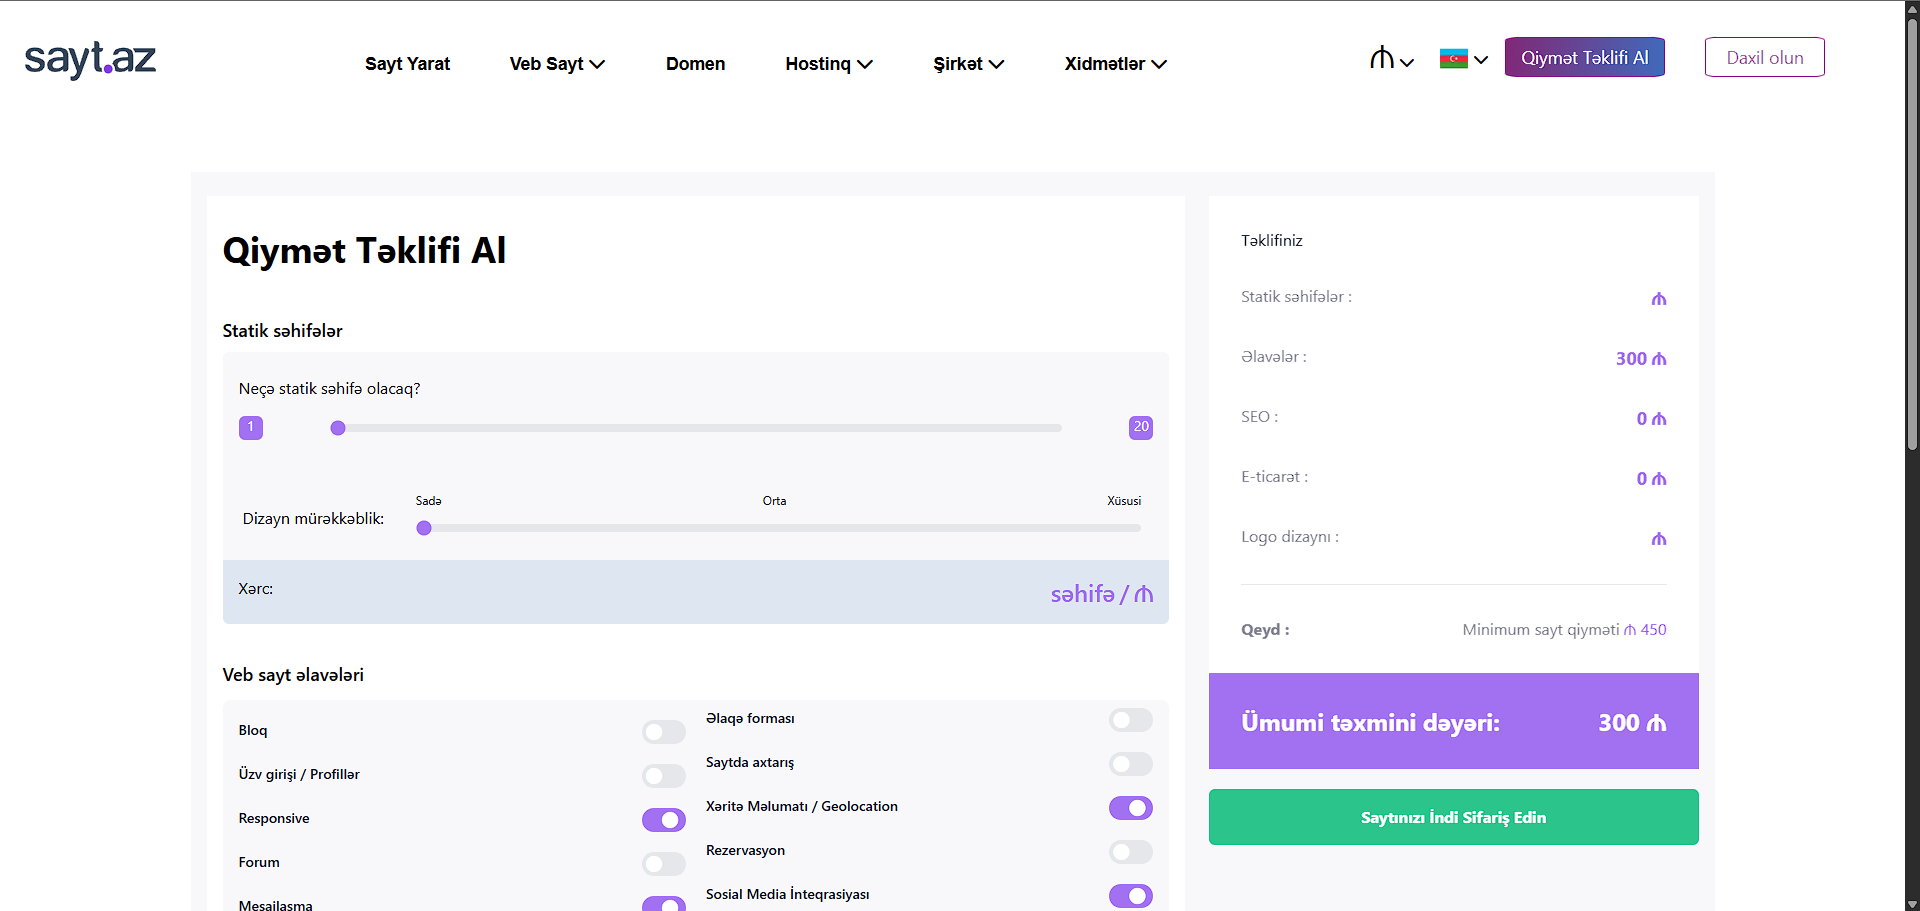 sayt.az
Sayt Yarat
Veb Sayt
Domen
Hostinq
Şirkət
Xidmətlər
₼
Qiymət Təklifi Al
Daxil olun
Qiymət Təklifi Al
Statik səhifələr
Neçə statik səhifə olacaq?
1
20
Sadə
Orta
Xüsusi
Dizayn mürəkkəblik:
Xərc:
səhifə / ₼
Veb sayt əlavələri
Bloq
Üzv girişi / Profillər
Responsive
Forum
Mesajlaşma
Əlaqə forması
Saytda axtarış
Xəritə Məlumatı / Geolocation
Rezervasyon
Sosial Media İnteqrasiyası
Təklifiniz
Statik səhifələr :
₼
Əlavələr :
300 ₼
SEO :
0 ₼
E-ticarət :
0 ₼
Logo dizaynı :
₼
Qeyd :
Minimum sayt qiyməti ₼ 450
Ümumi təxmini dəyəri:
300 ₼
Saytınızı İndi Sifariş Edin